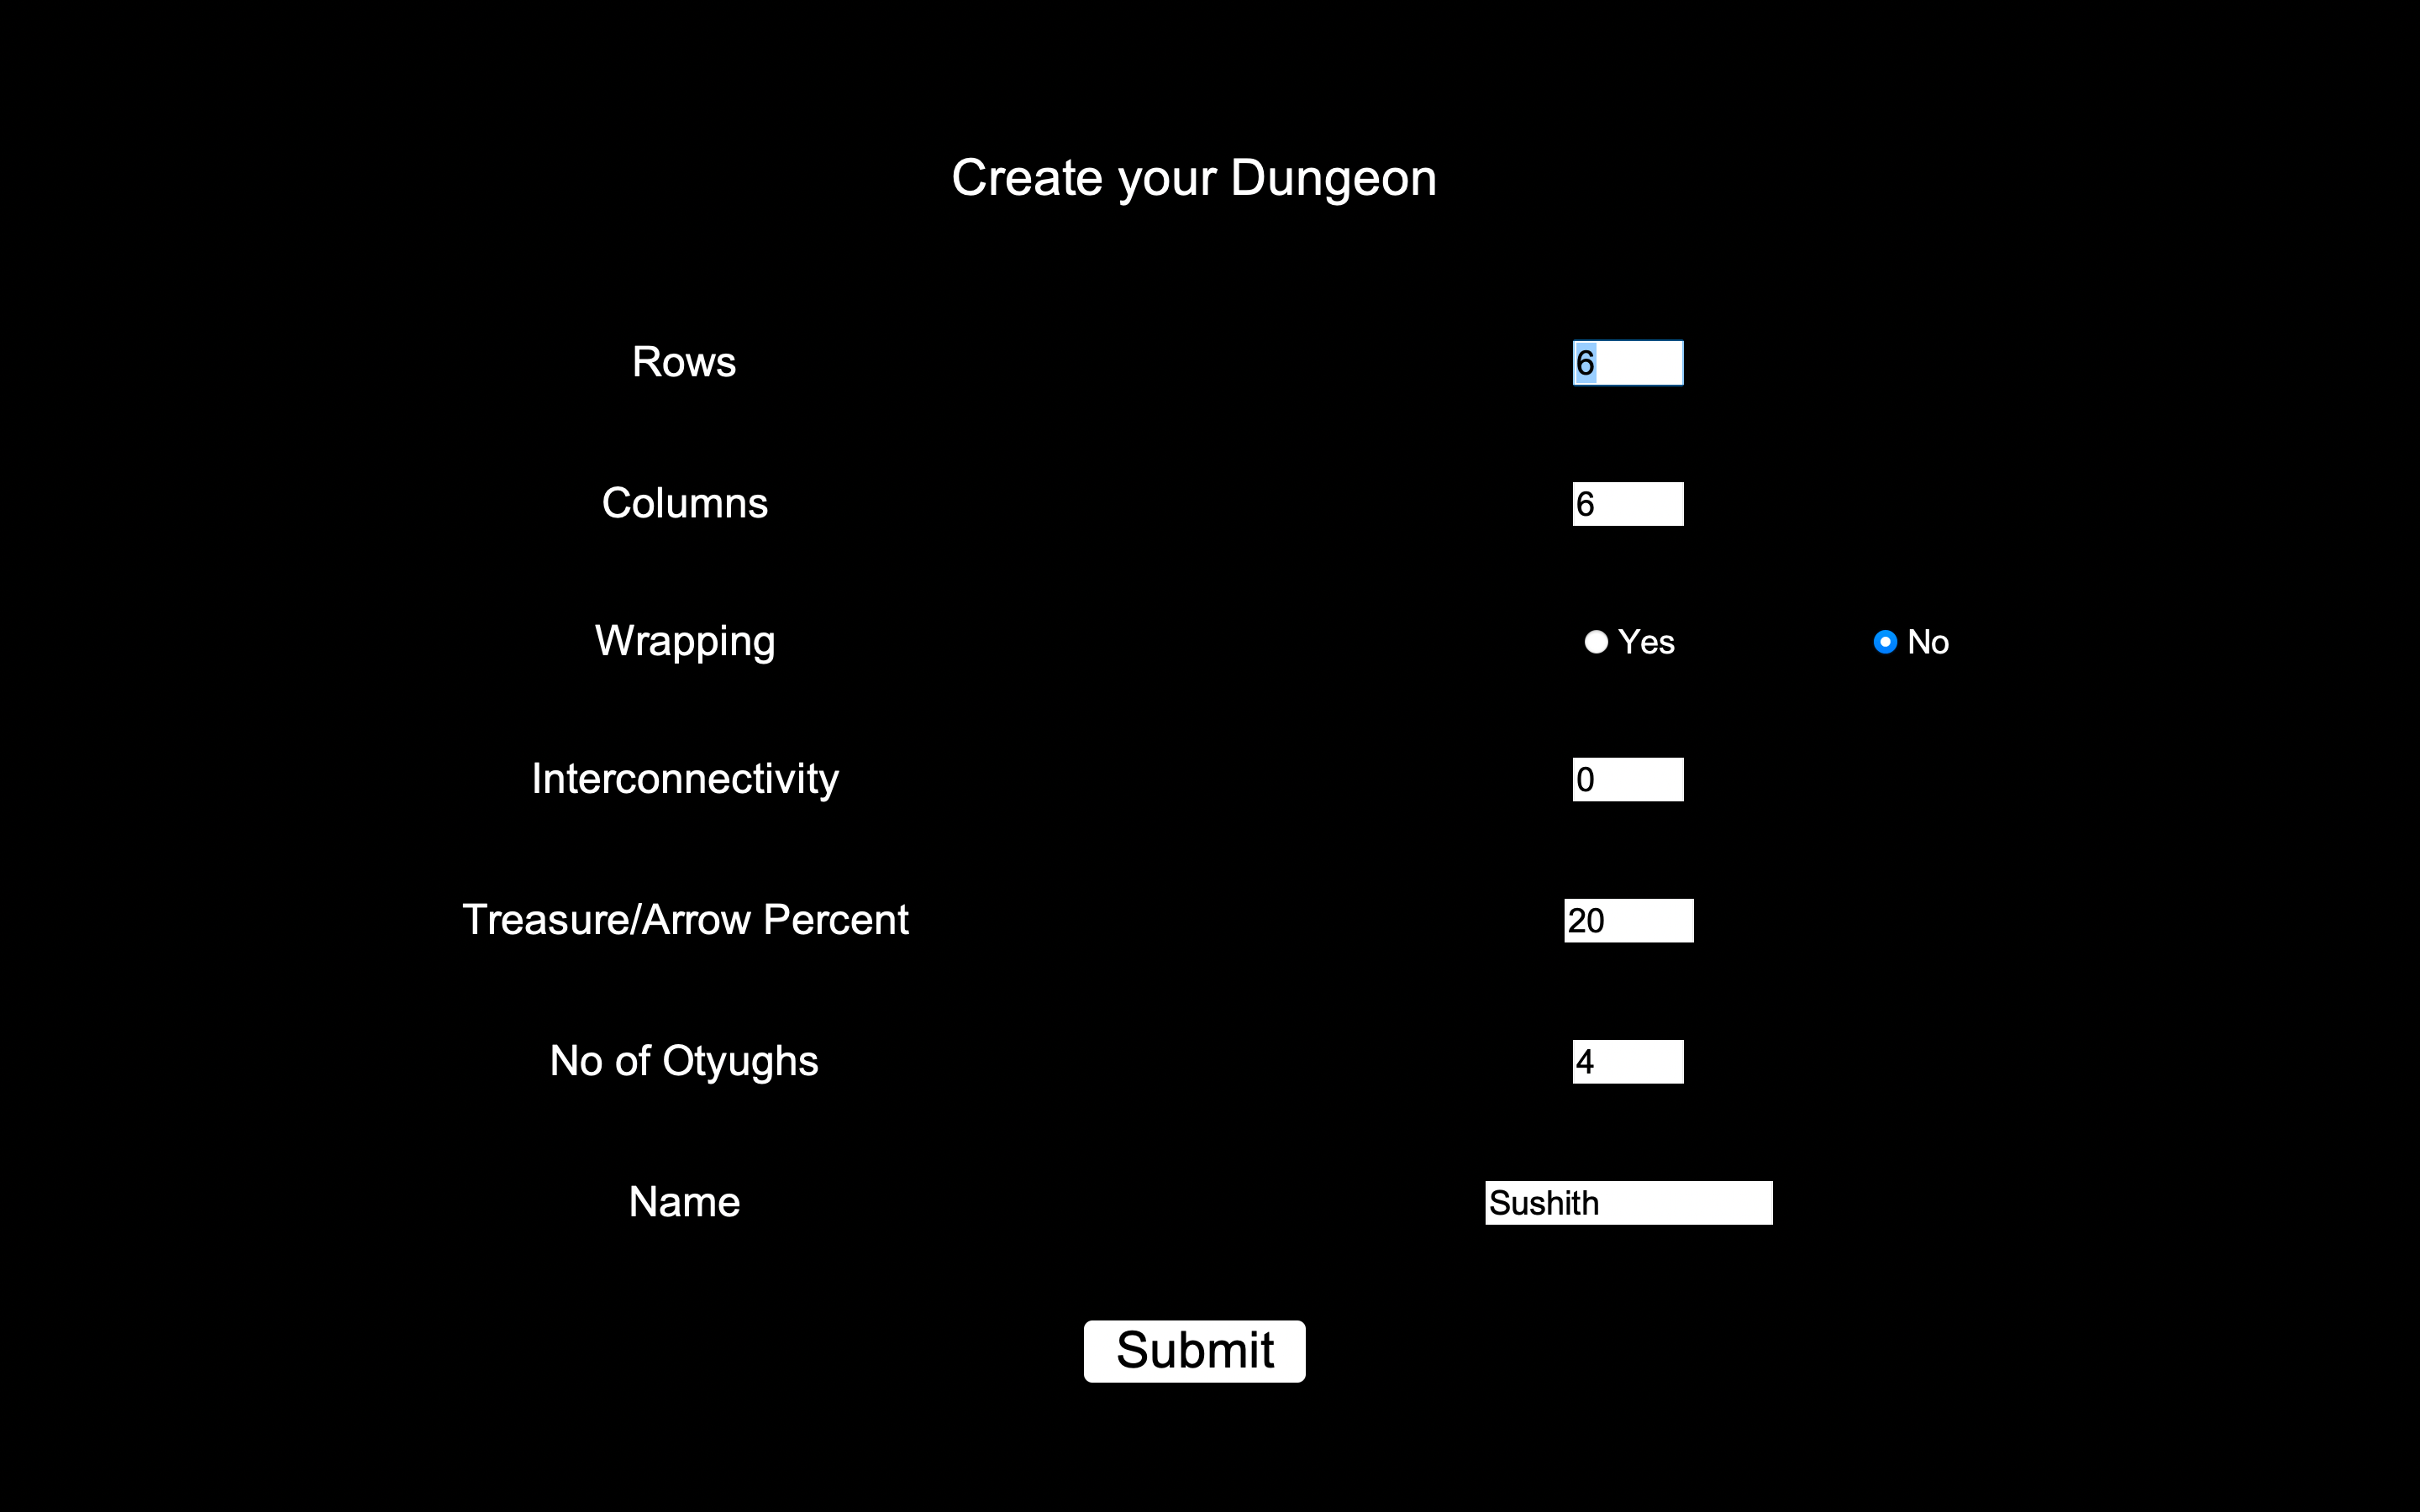 Create your Dungeon
Rows 6
Columns 6
Wrapping Yes No
Interconnectivity 0
Treasure/Arrow Percent 20
No of Otyughs 4
Name Sushith
Submit